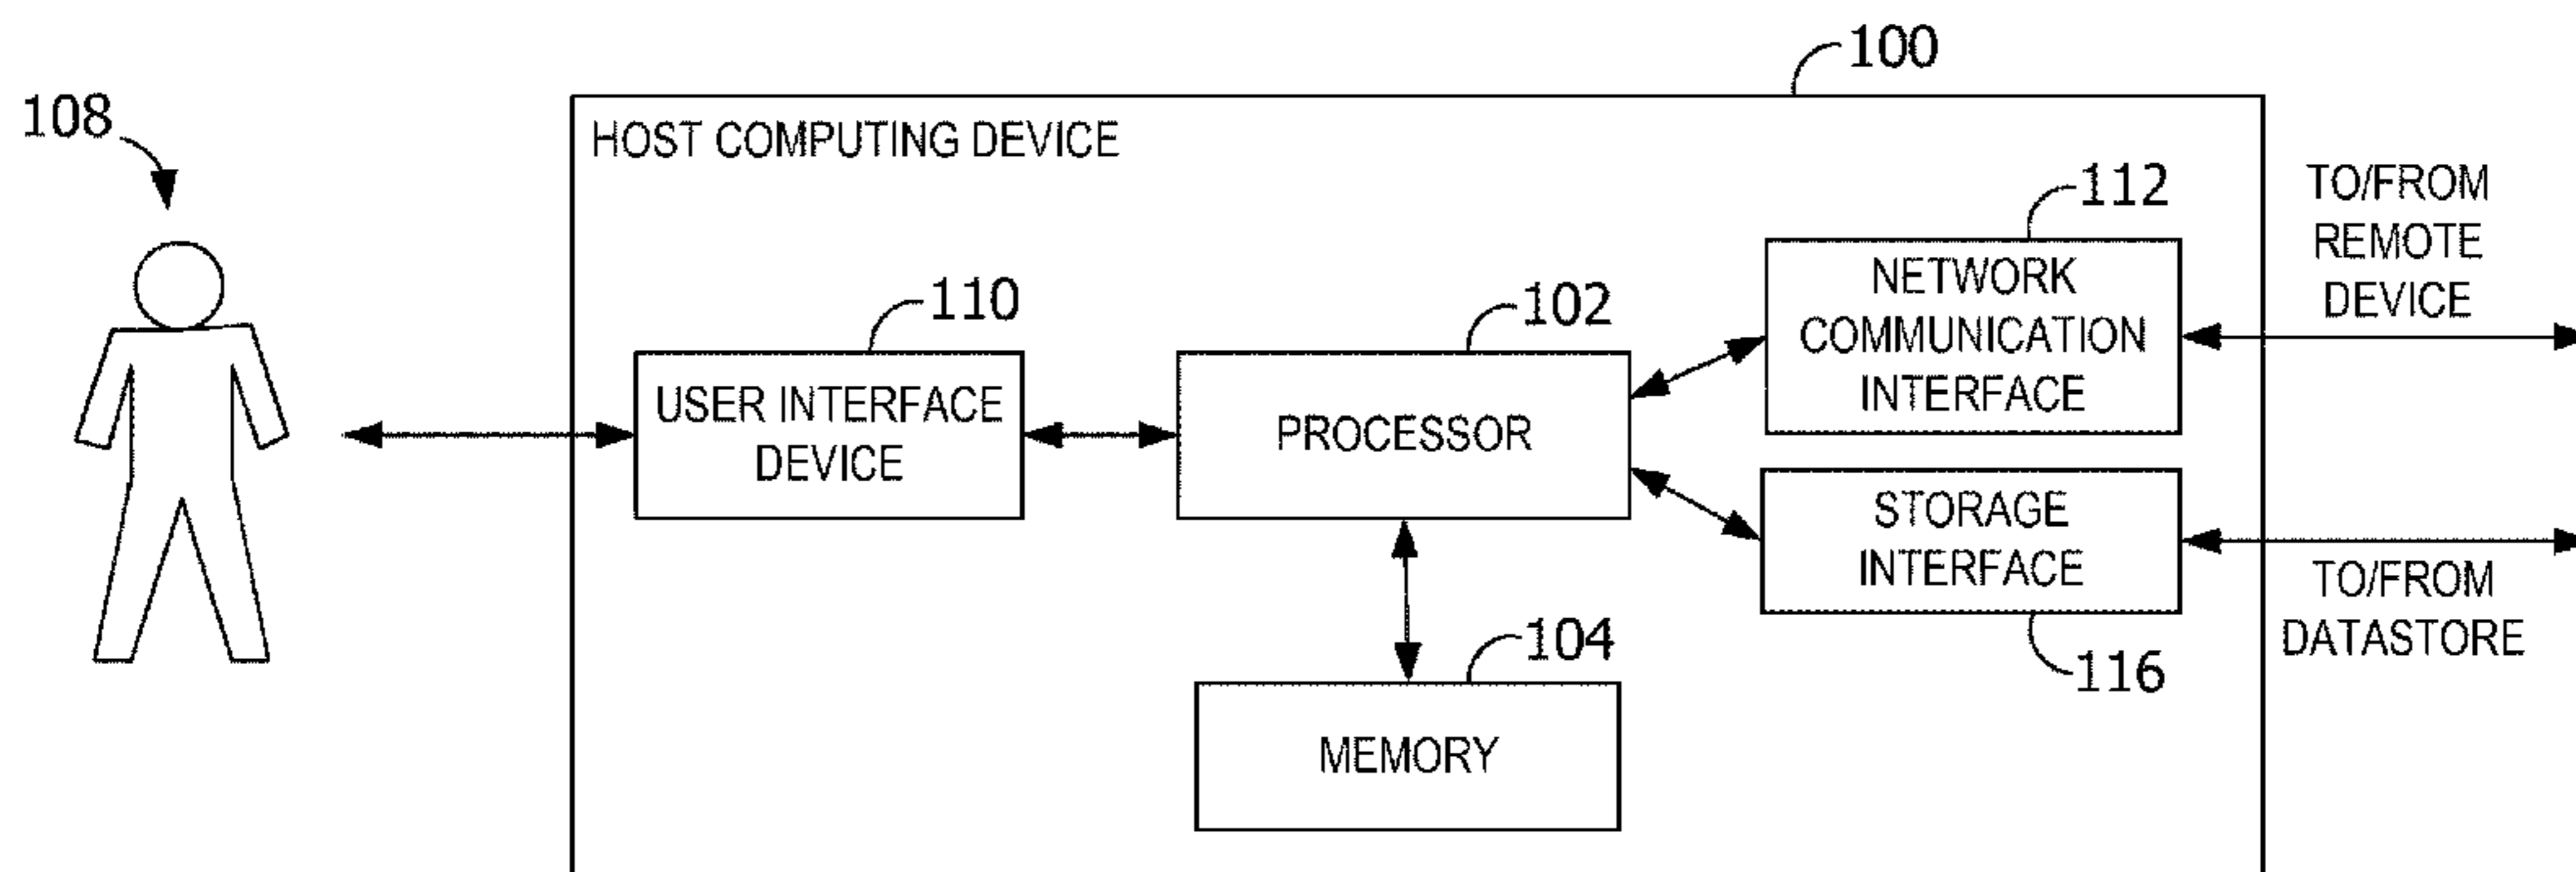 100
108
HOST COMPUTING DEVICE
112
TO/FROM
REMOTE
DEVICE
110
102
NETWORK
COMMUNICATION
INTERFACE
USER INTERFACE
DEVICE
PROCESSOR
STORAGE
INTERFACE
TO/FROM
DATASTORE
104
116
MEMORY